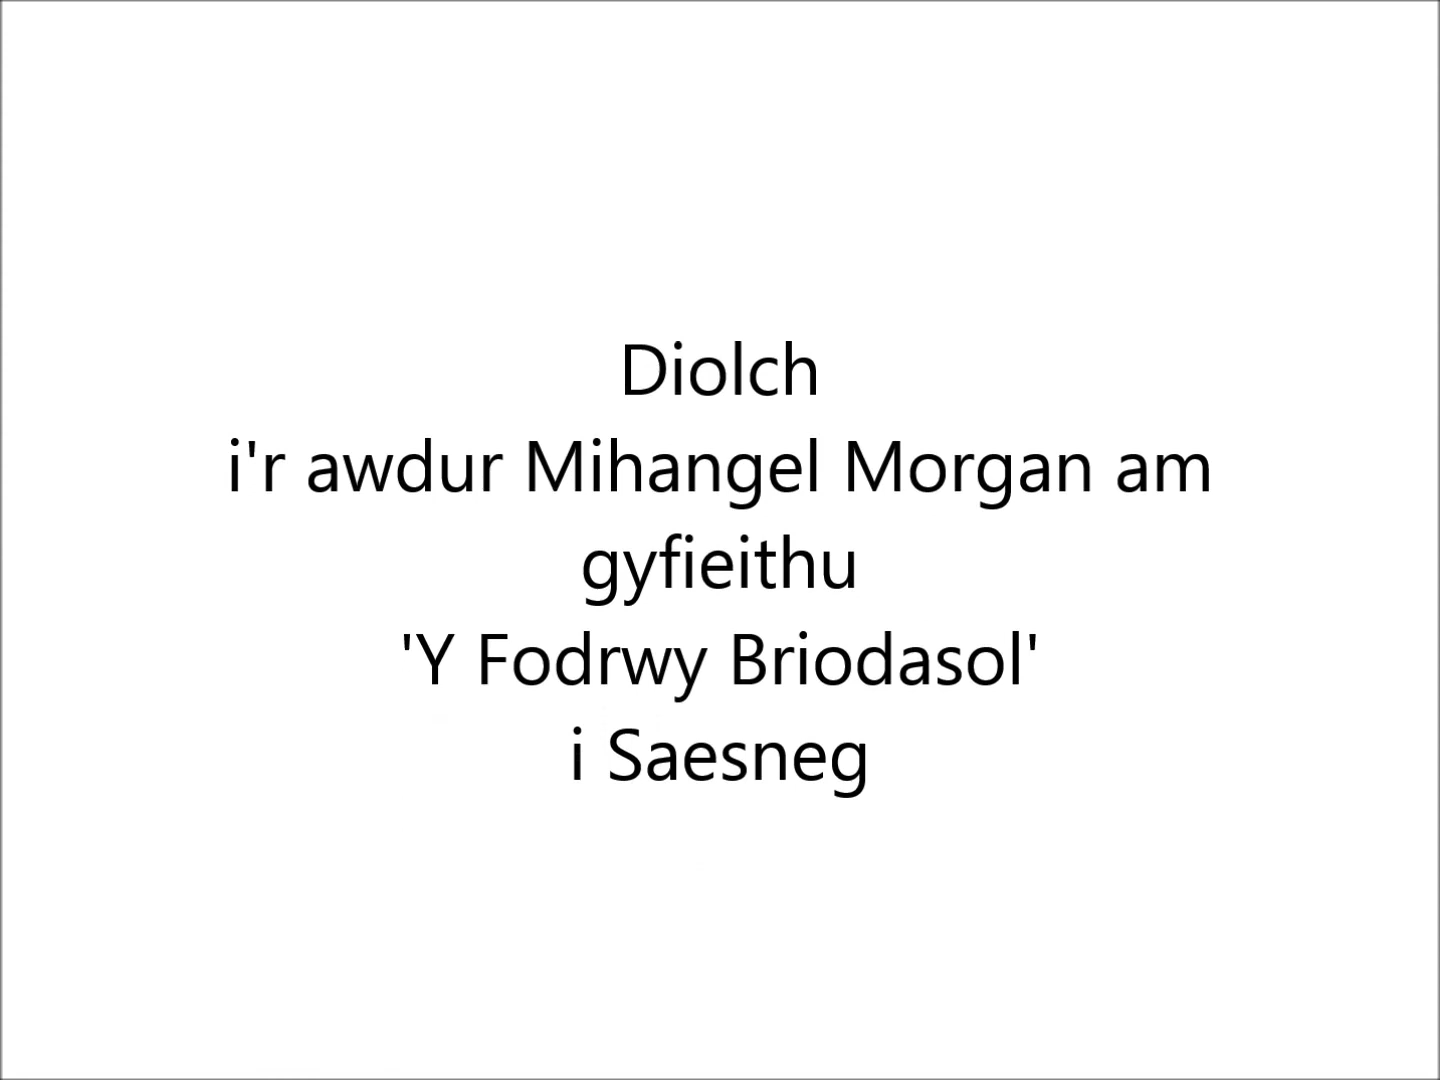 Diolch
i'r awdur Mihangel Morgan am
gyfieithu
'Y Fodrwy Briodasol'
i Saesneg